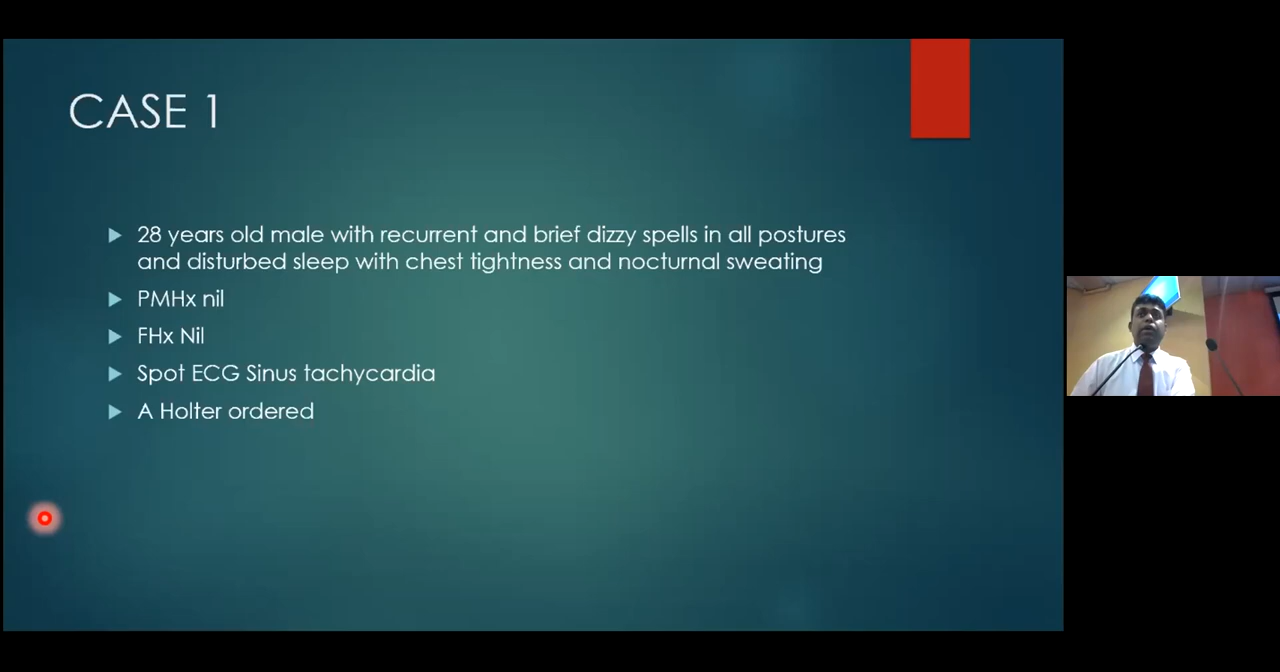 CASE 1
28 years old male with recurrent and brief dizzy spells in all postures
and disturbed sleep with chest tightness and nocturnal sweating
PMHx nil
FHx Nil
Spot ECG Sinus tachycardia
A Holter ordered